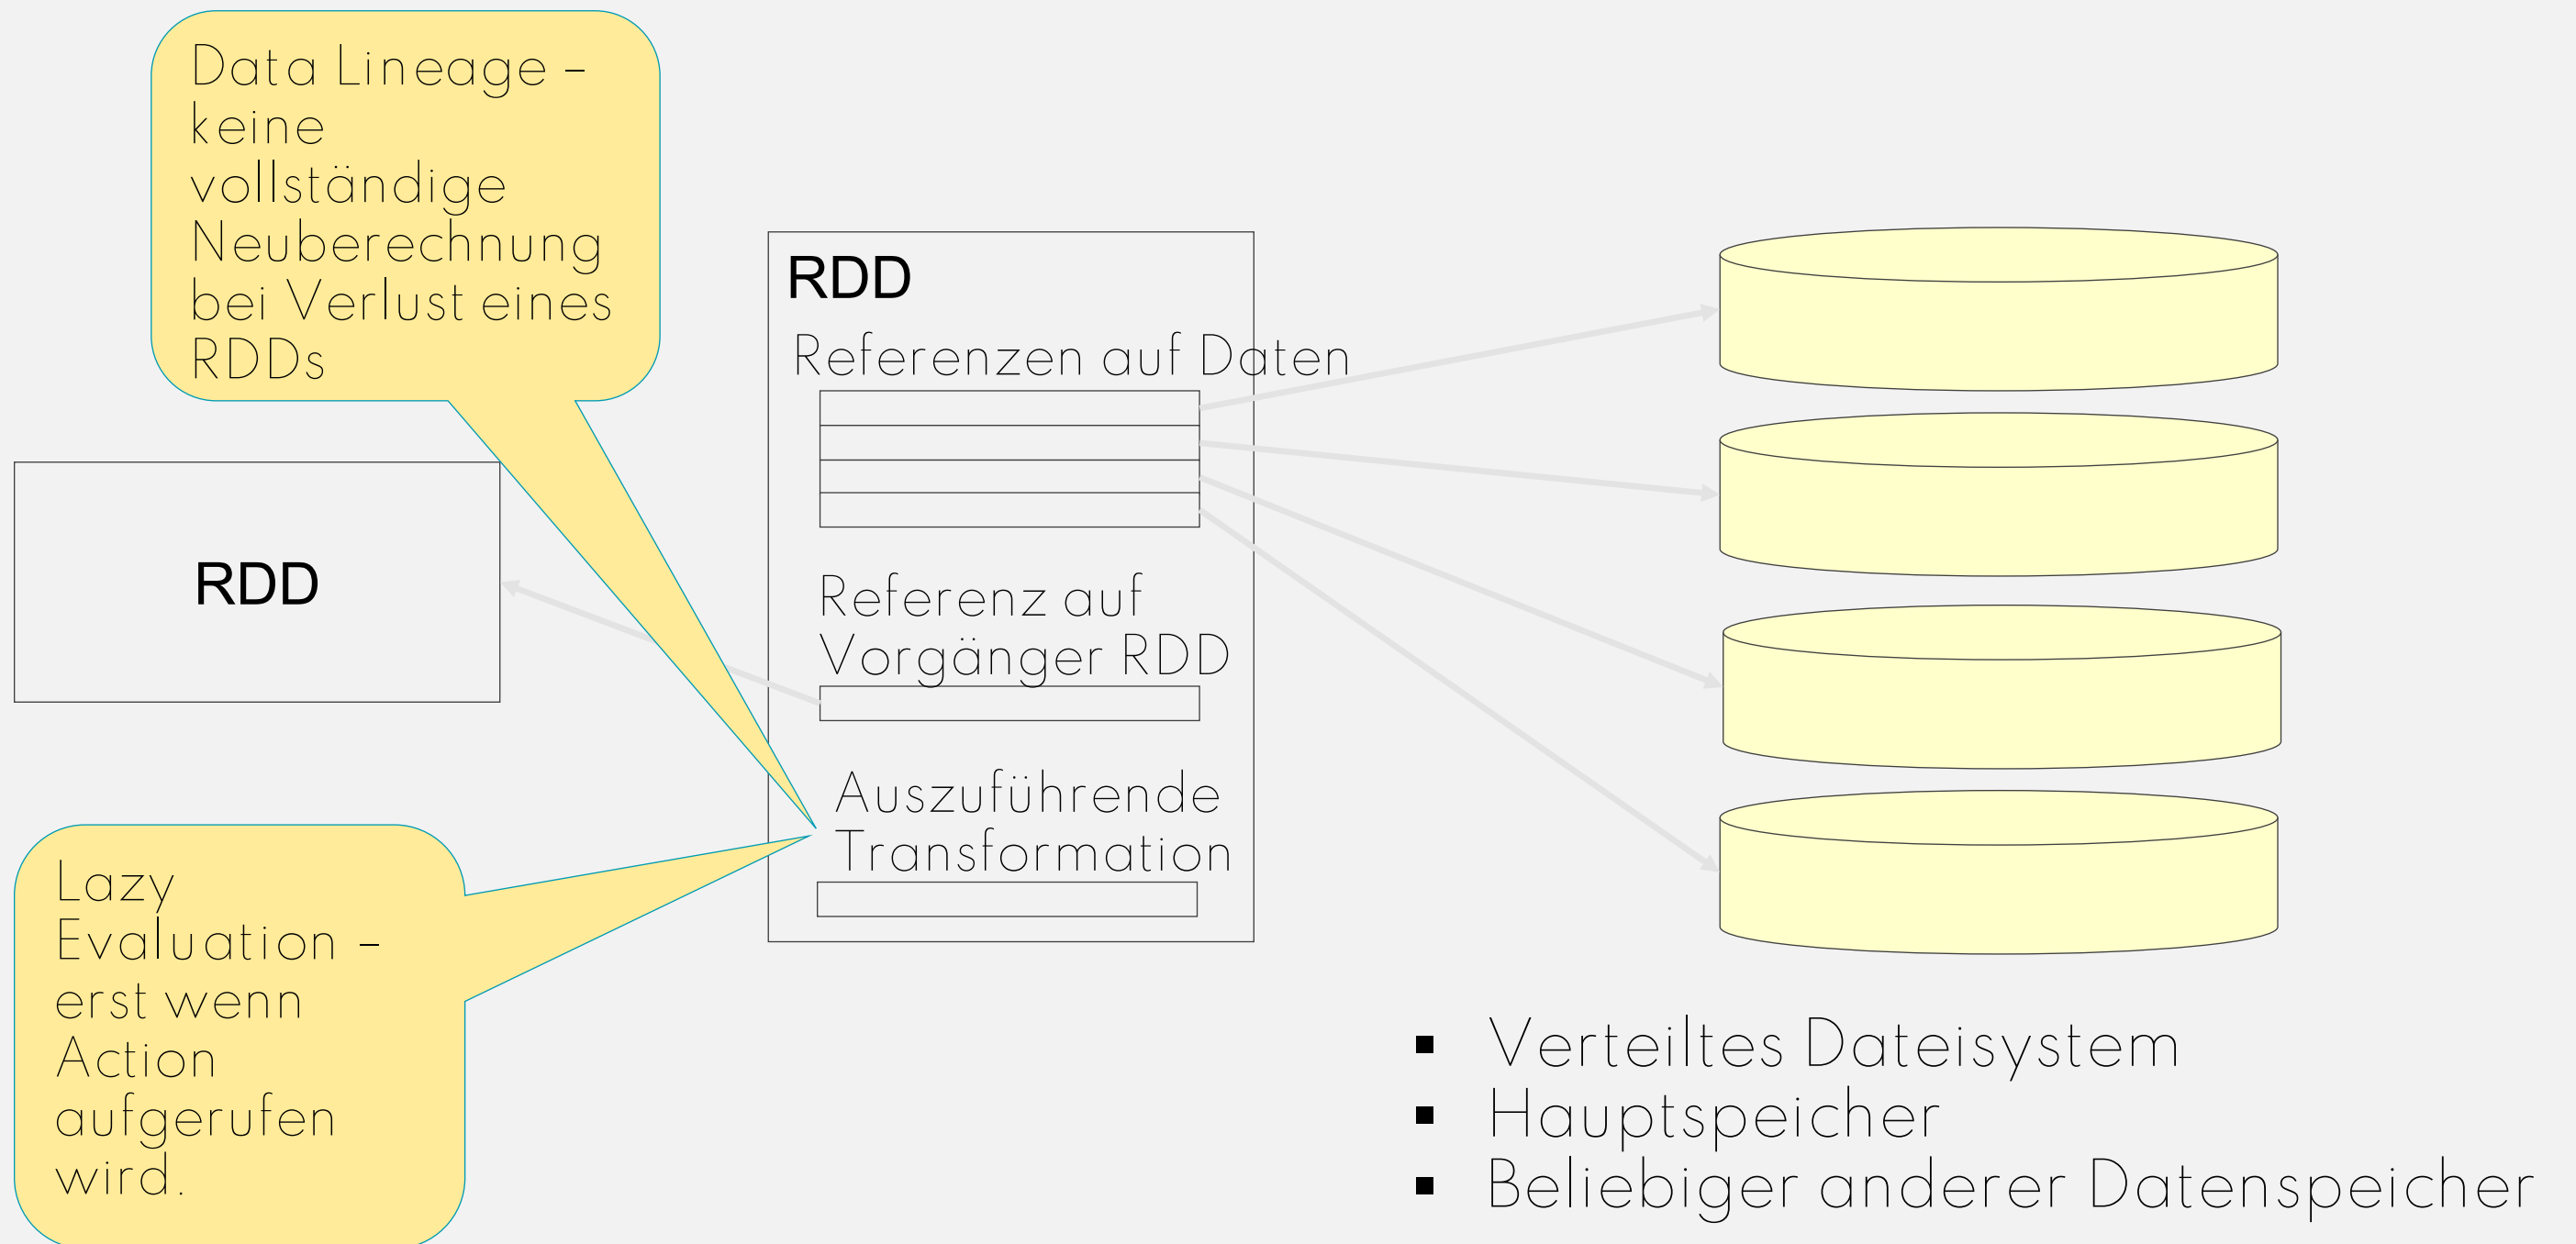 Data Lineage –
keine
vollständige
Neuberechnung
bei Verlust eines
RDDs
RDD
Referenzen auf Daten
RDD
Referenz auf
Vorgänger RDD
Auszuführende
Transformation
Lazy
Evaluation –
erst wenn
Action
aufgerufen
wird.
▪ Verteiltes Dateisystem
▪ Hauptspeicher
▪ Beliebiger anderer Datenspeicher